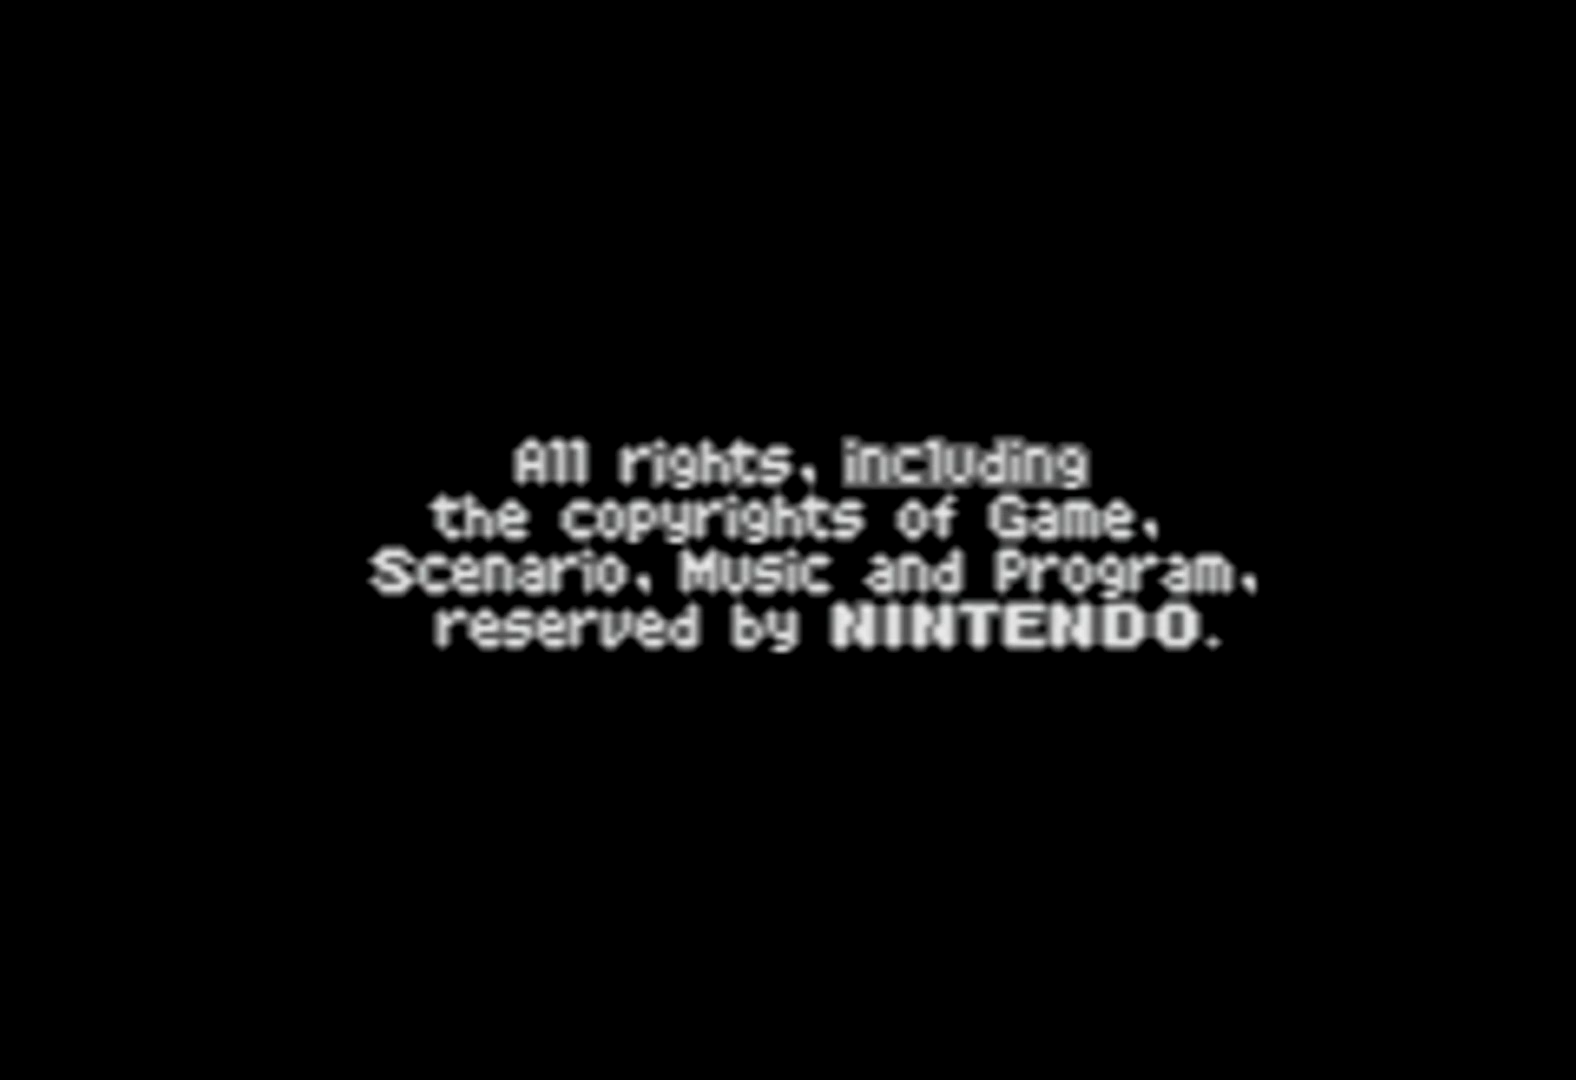 All rights, including
the copyrights of Game,
Scenario, Music and Program,
reserved by NINTENDO.